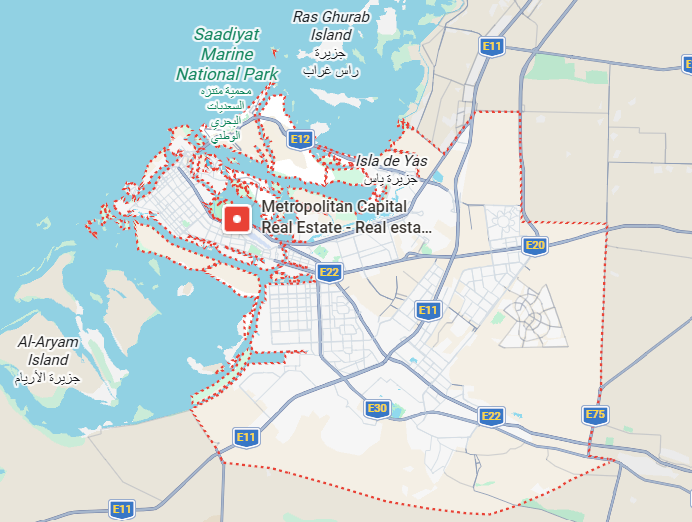 Ras Ghurab
Island
جزيرة
رأس غراب
Saadiyat
Marine
National Park
محمية متنزه
السعديات
البحري
الوطني
E11
E12
Isla de Yas
جزيرة ياس
Metropolitan Capital
Real Estate - Real esta...
E20
E22
E11
Al-Aryam
Island
جزيرة الأريام
E30
E22
E75
E11
E11